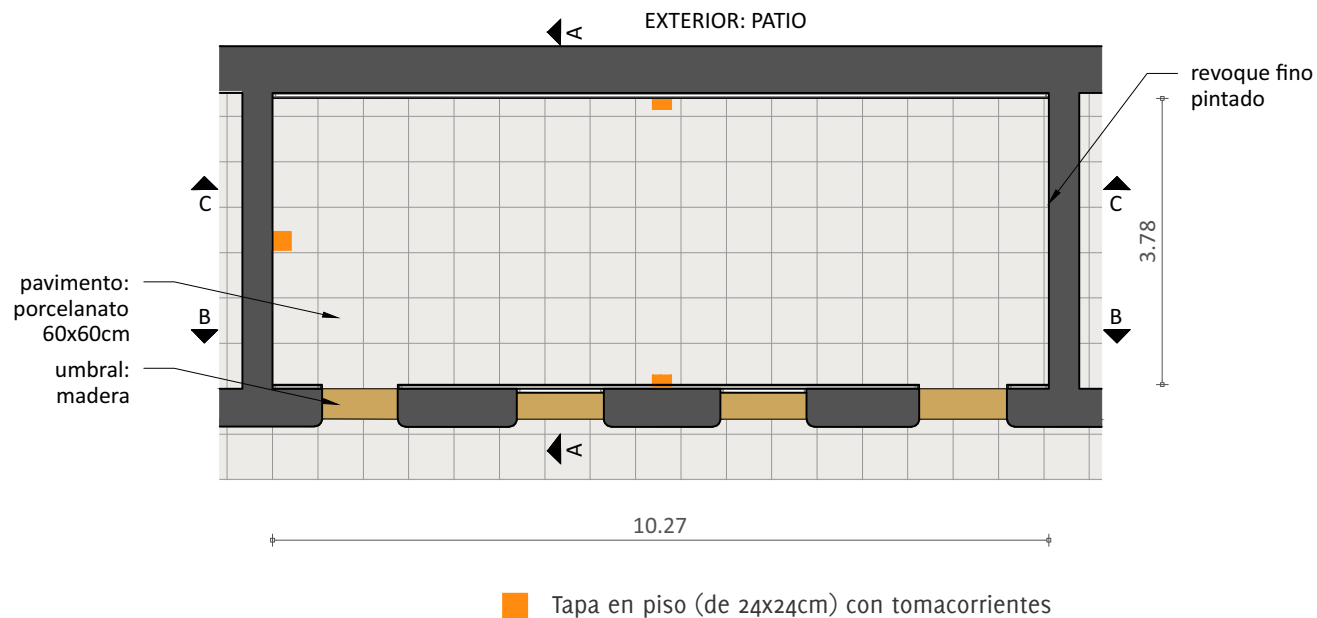 EXTERIOR: PATIO
A
revoque fino
pintado
C
C
3.78
pavimento:
porcelanato
60x60cm
B
B
umbral:
madera
A
10.27
Tapa en piso (de 24x24cm) con tomacorrientes